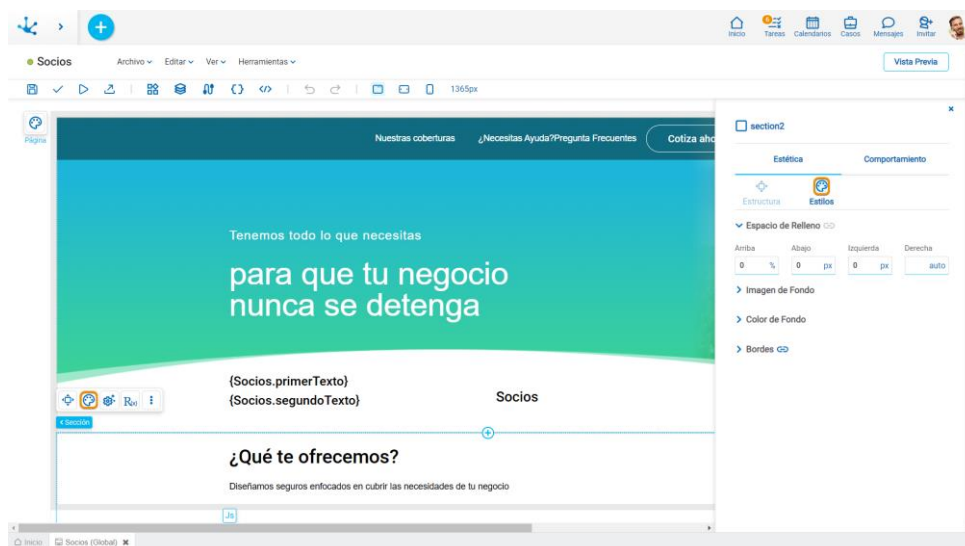 Inicio
6
Tareas
Calendarios
Casos
Mensajes
Invitar
Socios
Archivo
Editar
Ver
Herramientas
Vista Previa
1365px
Página
Nuestras coberturas
¿Necesitas Ayuda?Pregunta Frecuentes
Cotiza aho
Tenemos todo lo que necesitas
para que tu negocio
nunca se detenga
{Socios.primerTexto}
{Socios.segundoTexto}
Socios
R(x)
Sección
¿Qué te ofrecemos?
Diseñamos seguros enfocados en cubrir las necesidades de tu negocio
Js
section2
Estética
Comportamiento
Estructura
Estilos
Espacio de Relleno
Arriba Abajo Izquierda Derecha
0 % 0 px 0 px auto
Imagen de Fondo
Color de Fondo
Bordes
Inicio
Socios (Global)